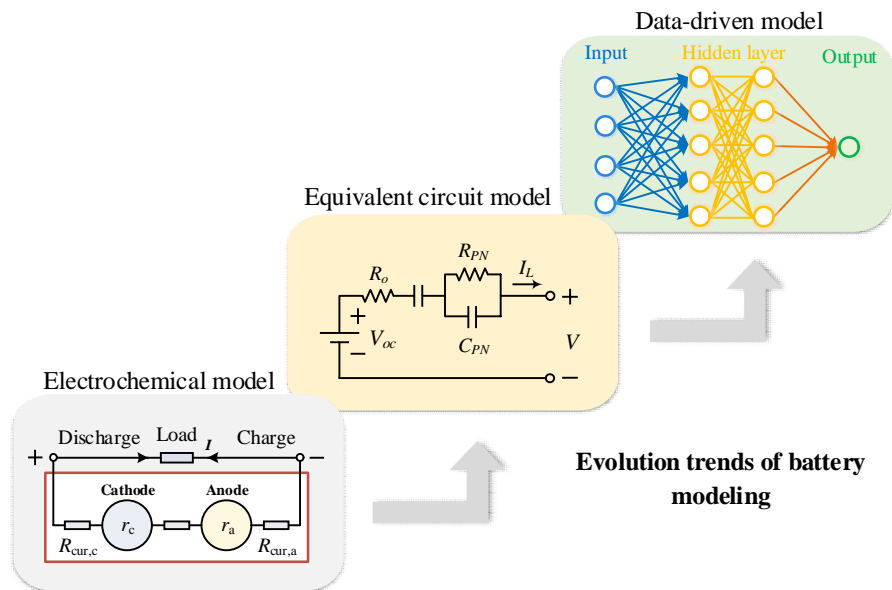 Data-driven model
Input
Hidden layer
Output
Equivalent circuit model
R_PN
R_o
I_L
+
+
V_oc
C_PN
V
−
−
Electrochemical model
Discharge
Load
I
Charge
+
−
Cathode
Anode
r_c
r_a
R_cur,c
R_cur,a
Evolution trends of battery
modeling